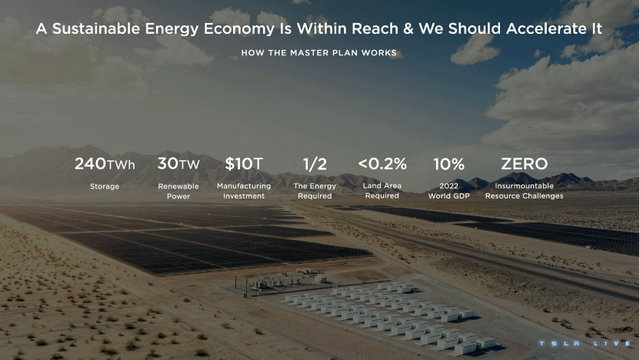 A Sustainable Energy Economy Is Within Reach & We Should Accelerate It
HOW THE MASTER PLAN WORKS
240TWh
Storage
30TW
Renewable
Power
$10T
Manufacturing
Investment
1/2
The Energy
Required
<0.2%
Land Area
Required
10%
2022
World GDP
ZERO
Insurmountable
Resource Challenges
TSLA LIVE